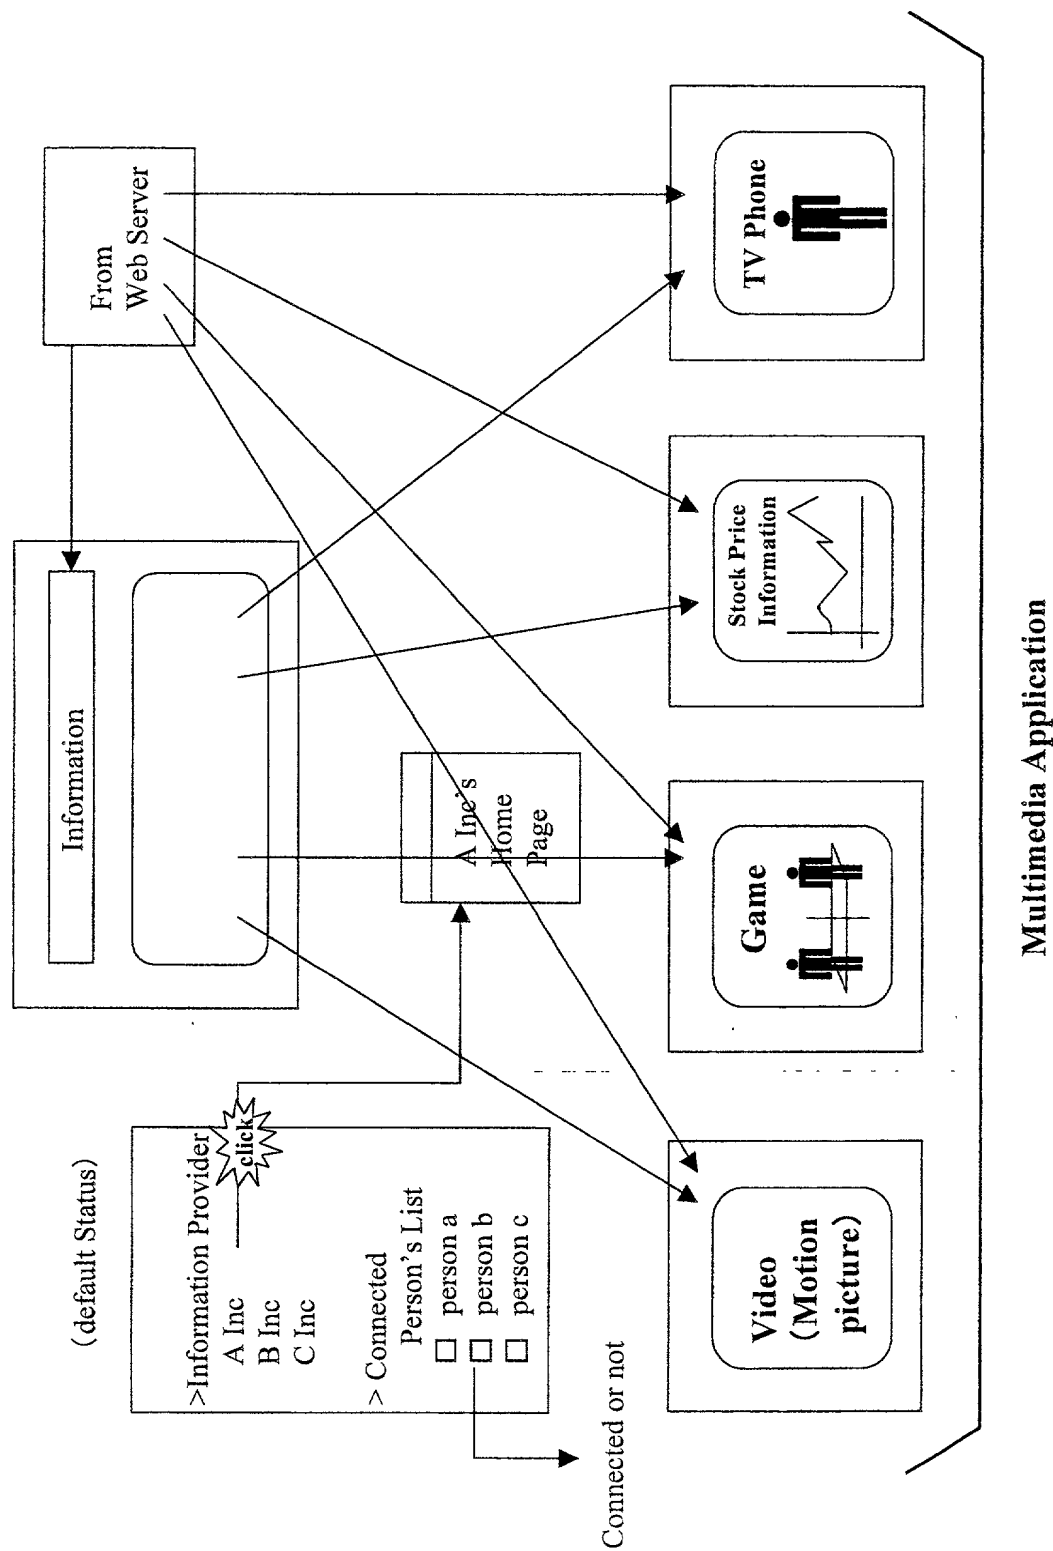 (default Status)
>Information Provider
A Inc
B Inc
C Inc
click
> Connected
Person's List
person a
person b
person c
Connected or not
Information
From
Web Server
A Inc's
Home
Page
Video
(Motion
picture)
Game
Stock Price
Information
TV Phone
Multimedia Application